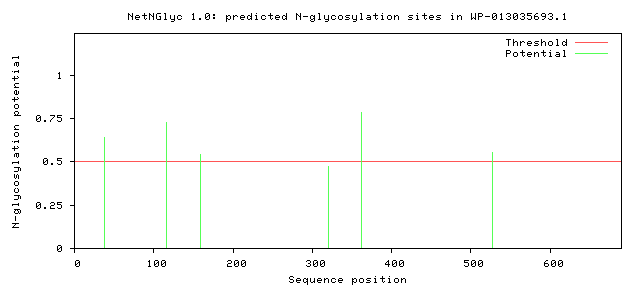 NetNGlyc 1.0: predicted N-glycosylation sites in WP-013035693.1
Threshold
Potential
N-glycosylation potential
1
0.75
0.5
0.25
0
0 100 200 300 400 500 600
Sequence position